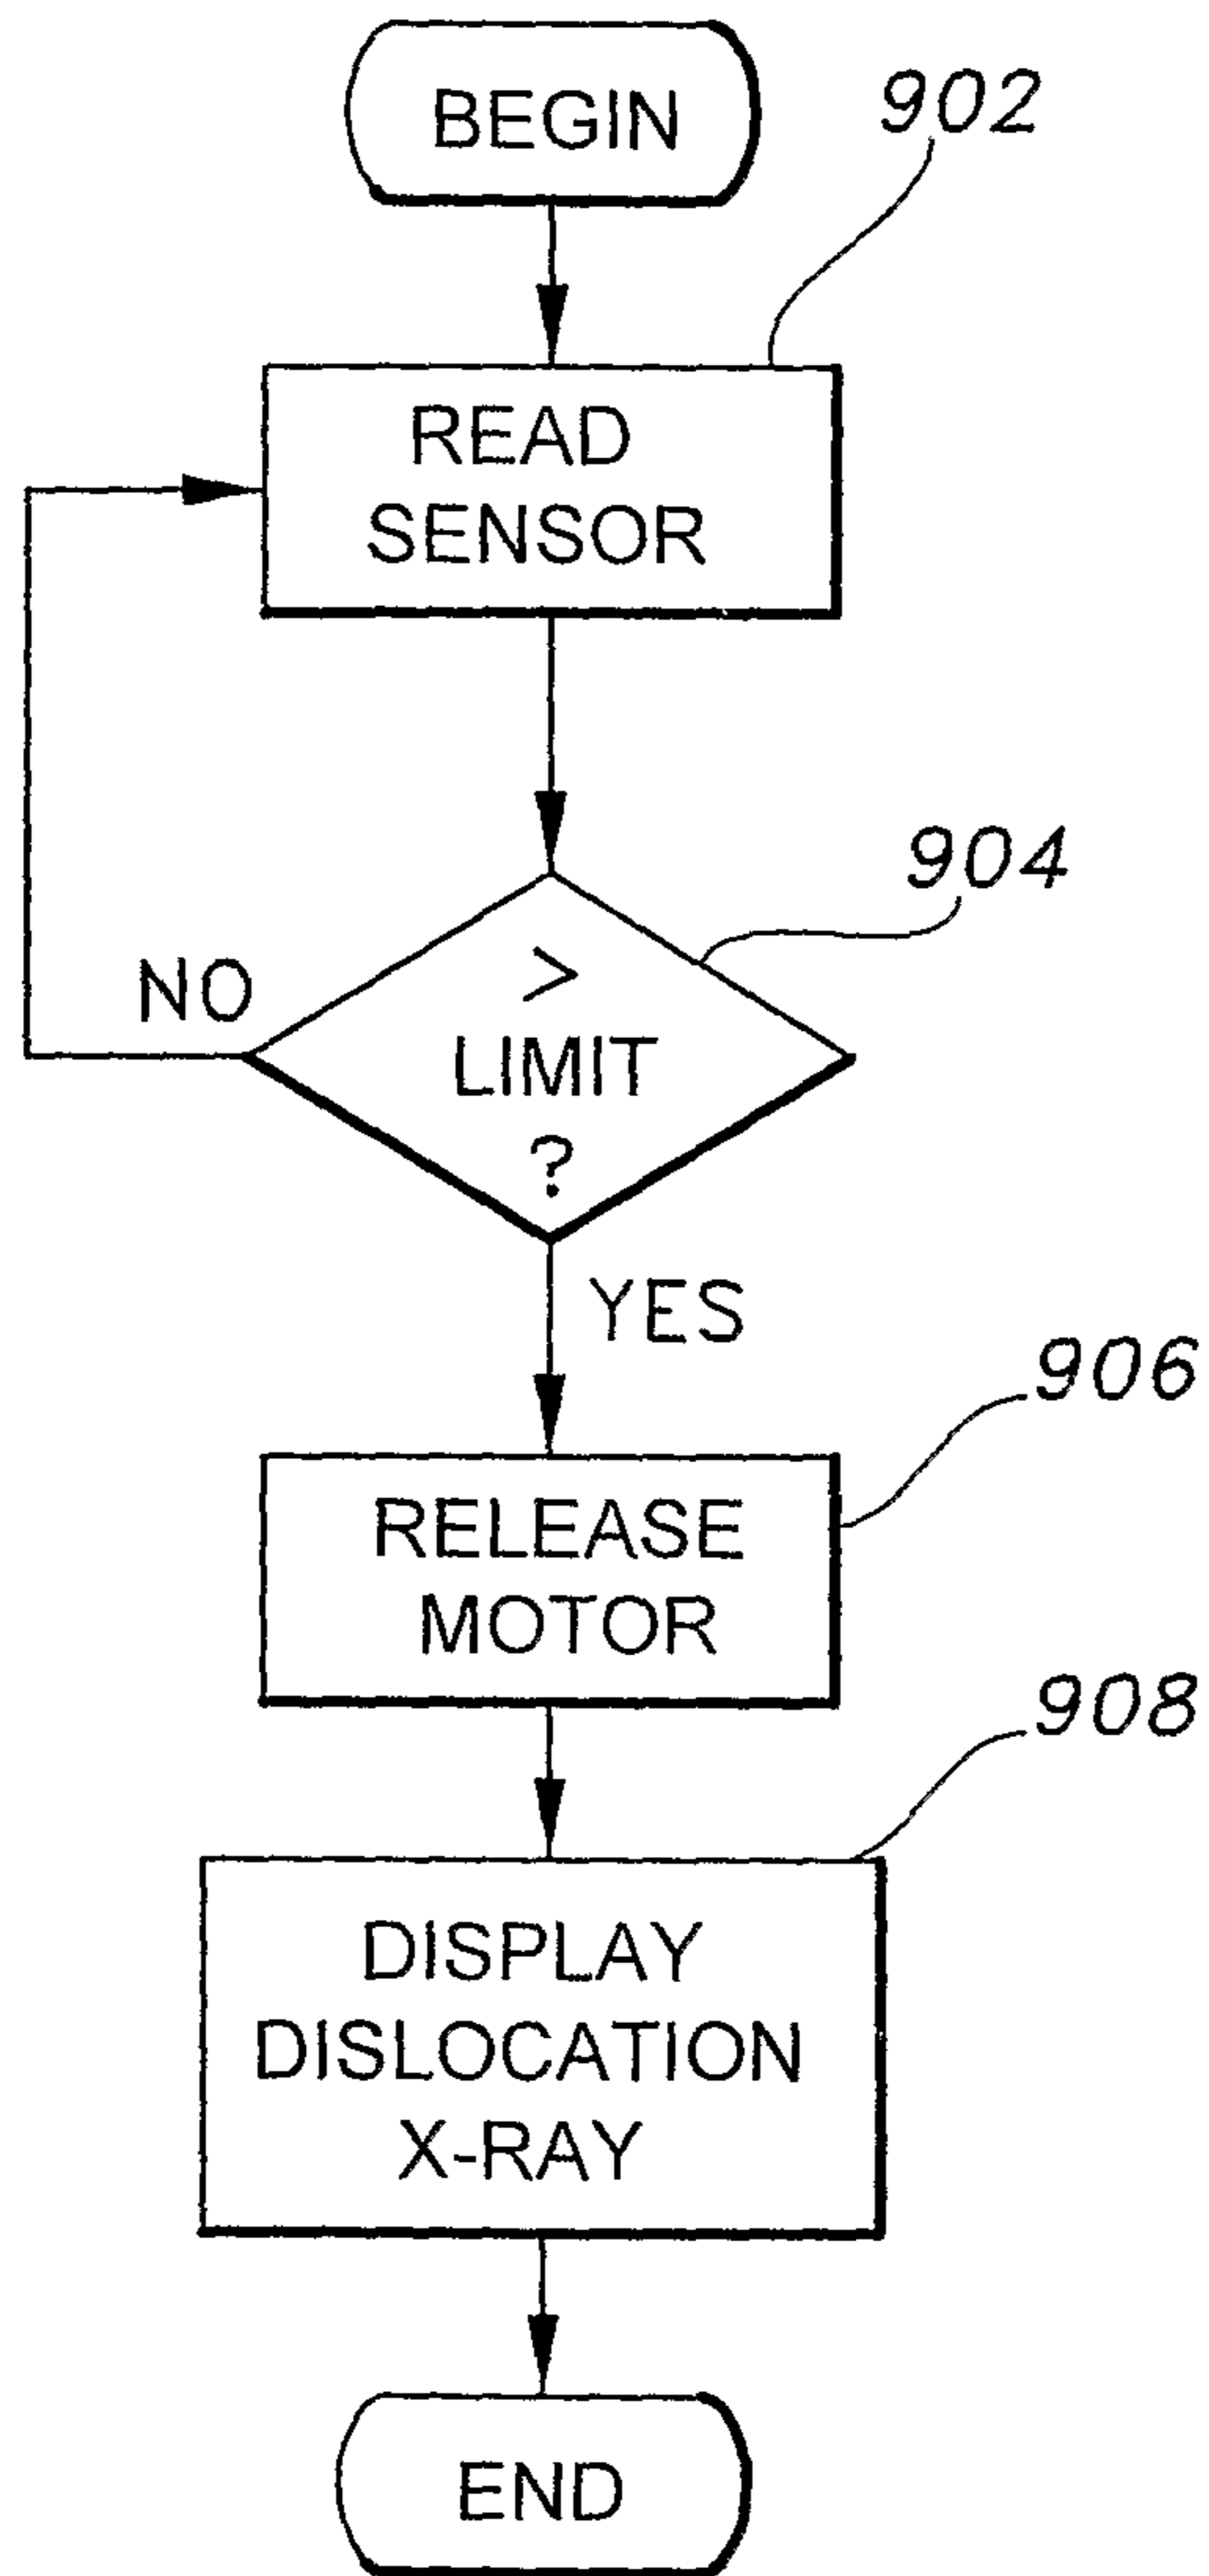 BEGIN
902
READ
SENSOR
904
>
NO
LIMIT
?
YES
906
RELEASE
MOTOR
908
DISPLAY
DISLOCATION
X-RAY
END